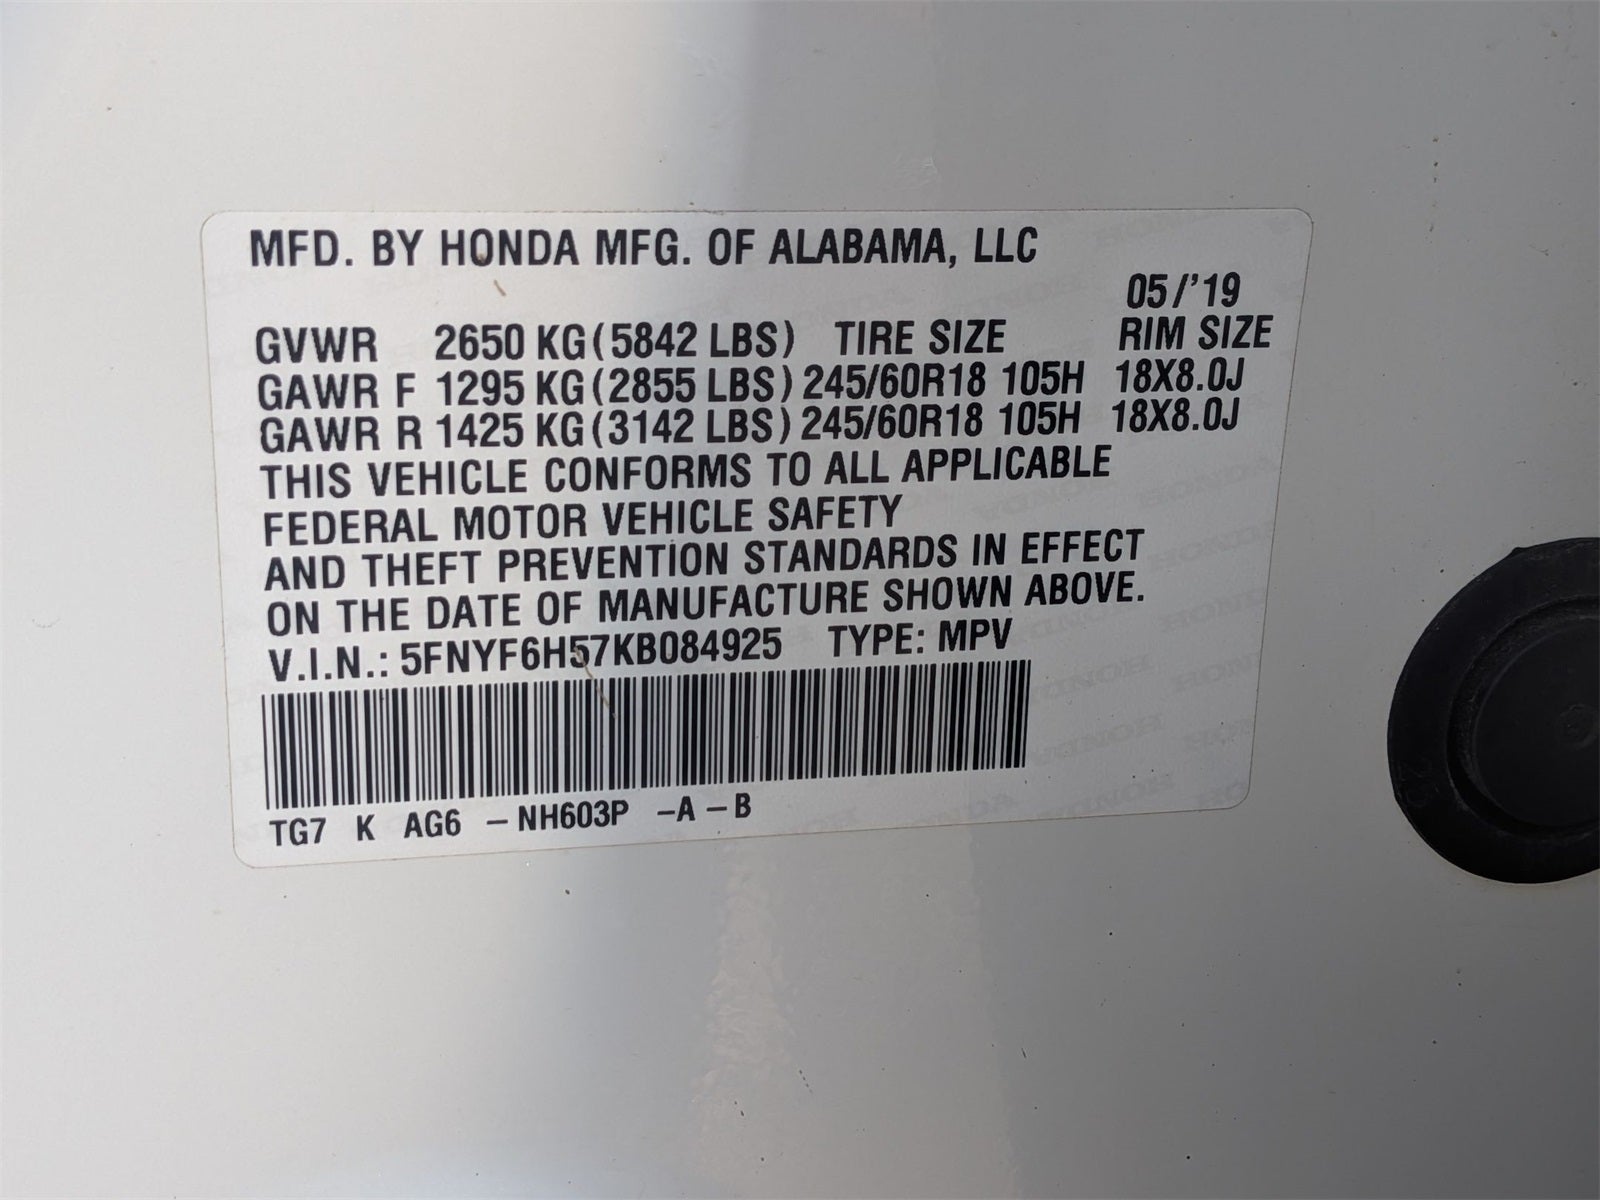 MFD. BY HONDA MFG. OF ALABAMA, LLC
05/'19
GVWR 2650 KG(5842 LBS) TIRE SIZE RIM SIZE
GAWR F 1295 KG(2855 LBS) 245/60R18 105H 18X8.0J
GAWR R 1425 KG(3142 LBS) 245/60R18 105H 18X8.0J
THIS VEHICLE CONFORMS TO ALL APPLICABLE
FEDERAL MOTOR VEHICLE SAFETY
AND THEFT PREVENTION STANDARDS IN EFFECT
ON THE DATE OF MANUFACTURE SHOWN ABOVE.
V.I.N.: 5FNYF6H57KB084925 TYPE: MPV
TG7 K AG6 –NH603P –A–B